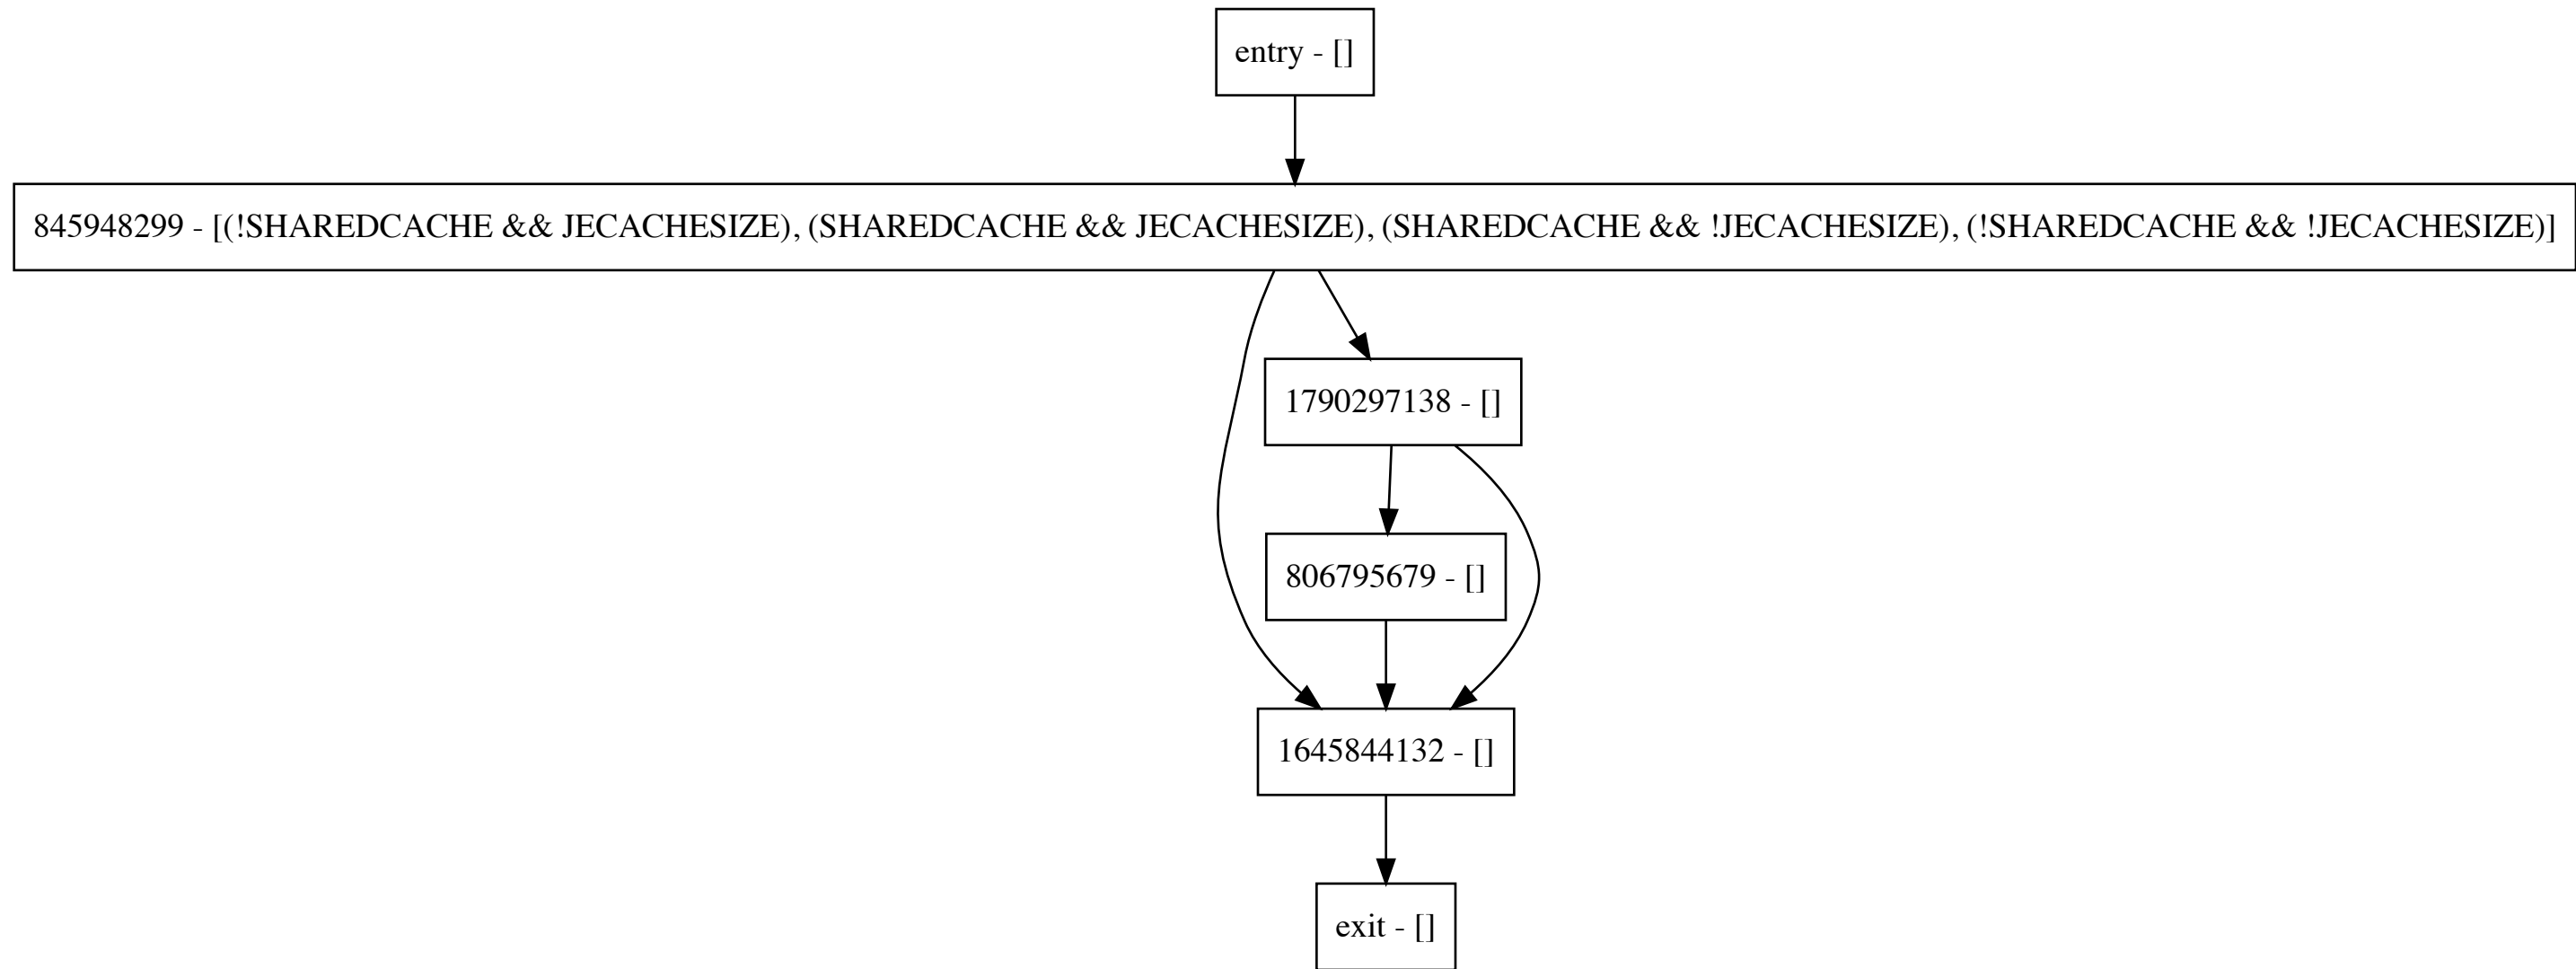 entry - []
845948299 - [(!SHAREDCACHE && JECACHESIZE), (SHAREDCACHE && JECACHESIZE), (SHAREDCACHE && !JECACHESIZE), (!SHAREDCACHE && !JECACHESIZE)]
1790297138 - []
806795679 - []
1645844132 - []
exit - []